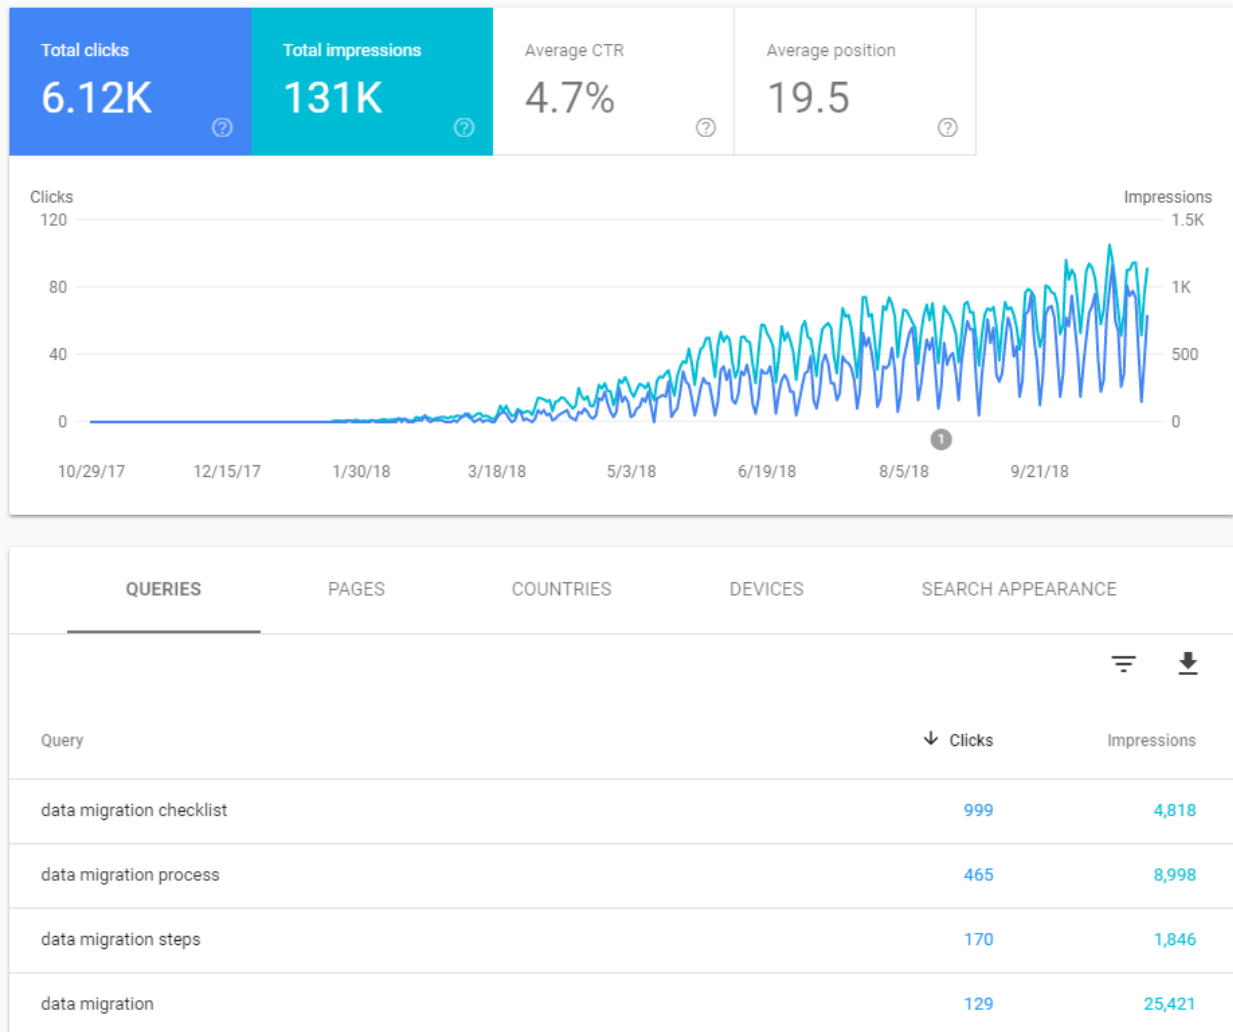 Total clicks Total impressions Average CTR Average position
6.12K 131K 4.7% 19.5
Clicks Impressions
120 1.5K
80 1K
40 500
0 0
1
10/29/17 12/15/17 1/30/18 3/18/18 5/3/18 6/19/18 8/5/18 9/21/18
QUERIES PAGES COUNTRIES DEVICES SEARCH APPEARANCE
Query Clicks Impressions
data migration checklist 999 4,818
data migration process 465 8,998
data migration steps 170 1,846
data migration 129 25,421